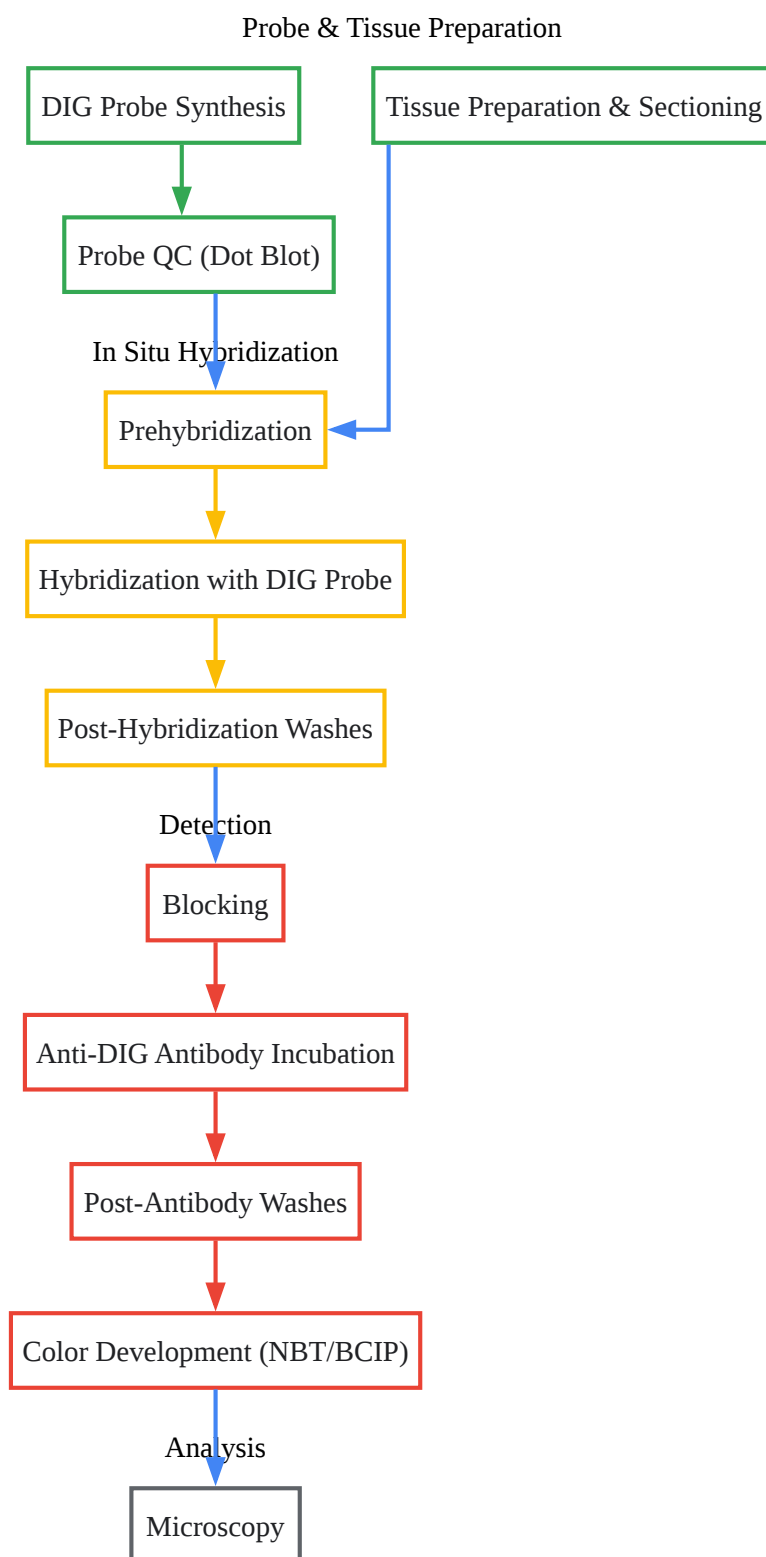 Probe & Tissue Preparation
DIG Probe Synthesis
Tissue Preparation & Sectioning
Probe QC (Dot Blot)
In Situ Hybridization
Prehybridization
Hybridization with DIG Probe
Post-Hybridization Washes
Detection
Blocking
Anti-DIG Antibody Incubation
Post-Antibody Washes
Color Development (NBT/BCIP)
Analysis
Microscopy